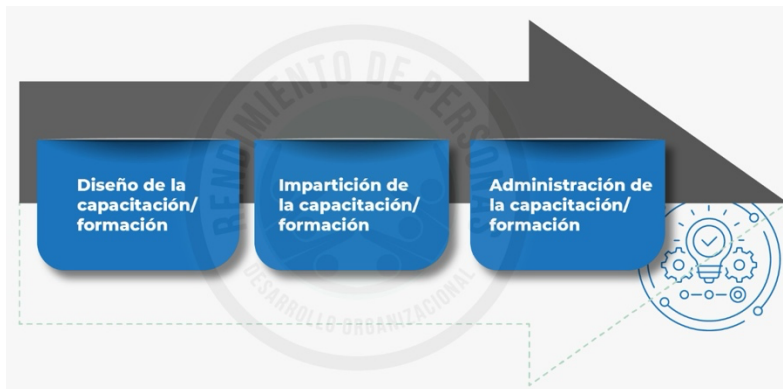 RENDIMIENTO DE PERSONAS
Diseño de la
capacitación/
formación
Impartición de
la capacitación/
formación
Administración de
la capacitación/
formación
DESARROLLO ORGANIZACIONAL